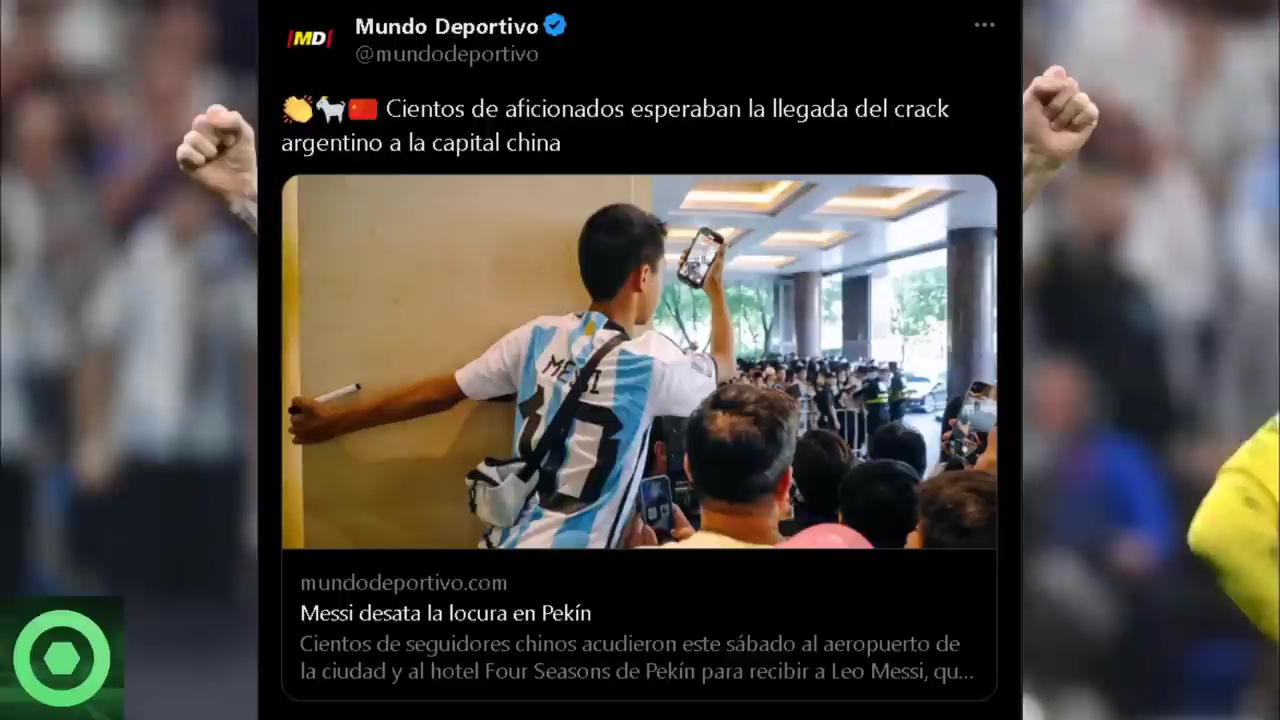 Mundo Deportivo
MD
@mundodeportivo
Cientos de aficionados esperaban la llegada del crack
argentino a la capital china
MESSI
10
mundodeportivo.com
Messi desata la locura en Pekín
Cientos de seguidores chinos acudieron este sábado al aeropuerto de
la ciudad y al hotel Four Seasons de Pekín para recibir a Leo Messi, qu...